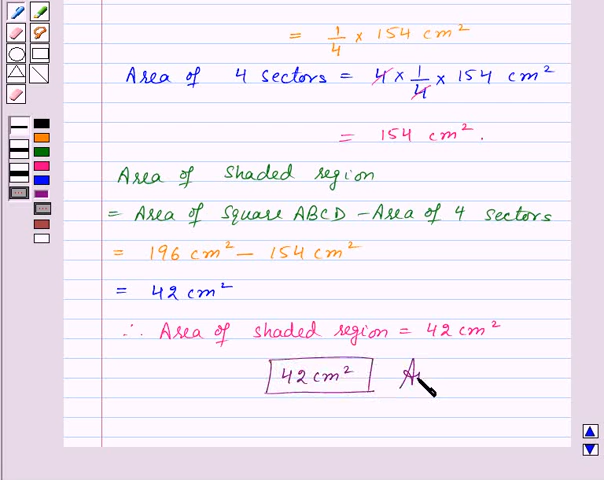 = 1/4 × 154 cm²
Area of 4 sectors = 4 × 1/4 × 154 cm²
= 154 cm².
Area of shaded region
= Area of Square ABCD - Area of 4 sectors
= 196 cm² - 154 cm²
= 42 cm²
∴ Area of shaded region = 42 cm²
42 cm² A